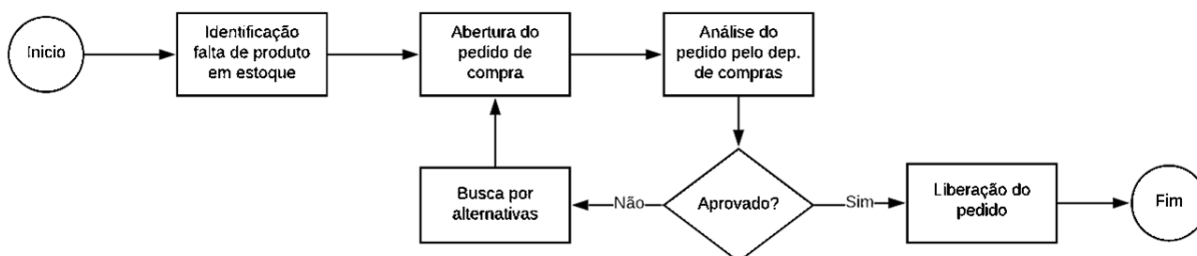 Inicio
Identificação
falta de produto
em estoque
Abertura do
pedido de
compra
Análise do
pedido pelo dep.
de compras
Busca por
alternativas
Não
Aprovado?
Sim
Liberação do
pedido
Fim